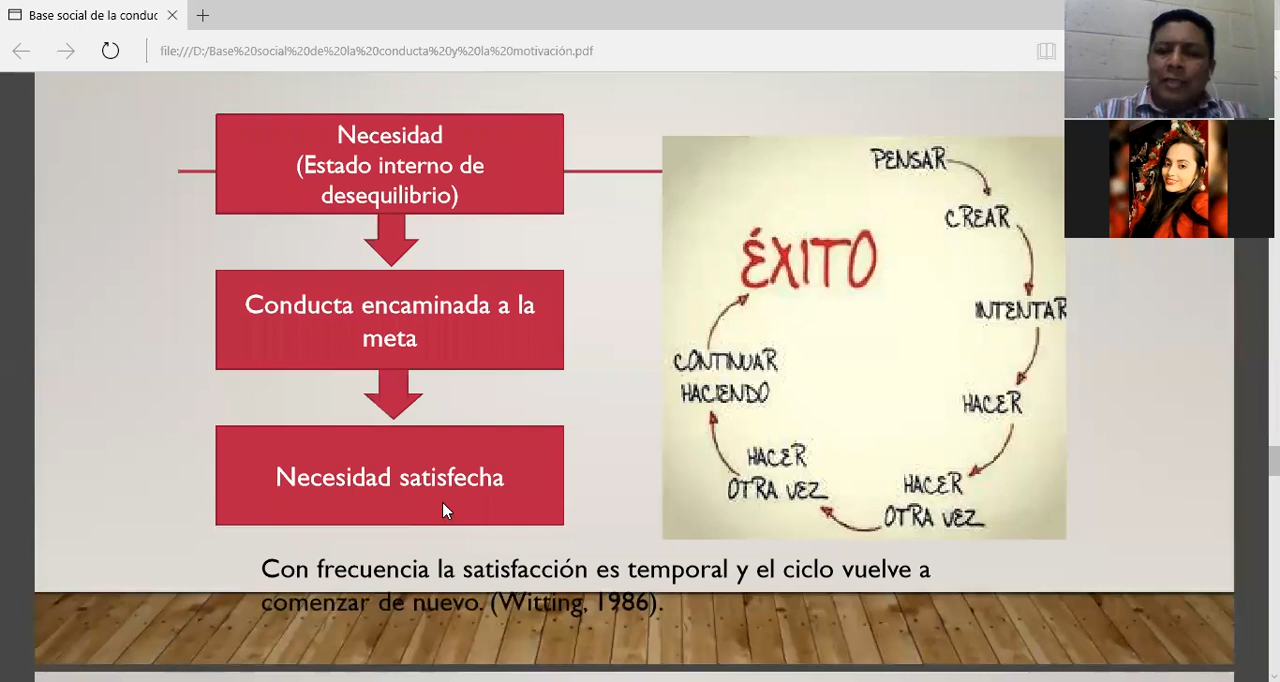 Base social de la conduc
file:///D:/Base%20social%20de%20la%20conducta%20y%20la%20motivación.pdf
Necesidad
(Estado interno de
desequilibrio)
Conducta encaminada a la
meta
Necesidad satisfecha
PENSAR
CREAR
INTENTAR
HACER
HACER
OTRA VEZ
HACER
OTRA VEZ
CONTINUAR
HACIENDO
ÉXITO
Con frecuencia la satisfacción es temporal y el ciclo vuelve a
comenzar de nuevo. (Witting, 1986).